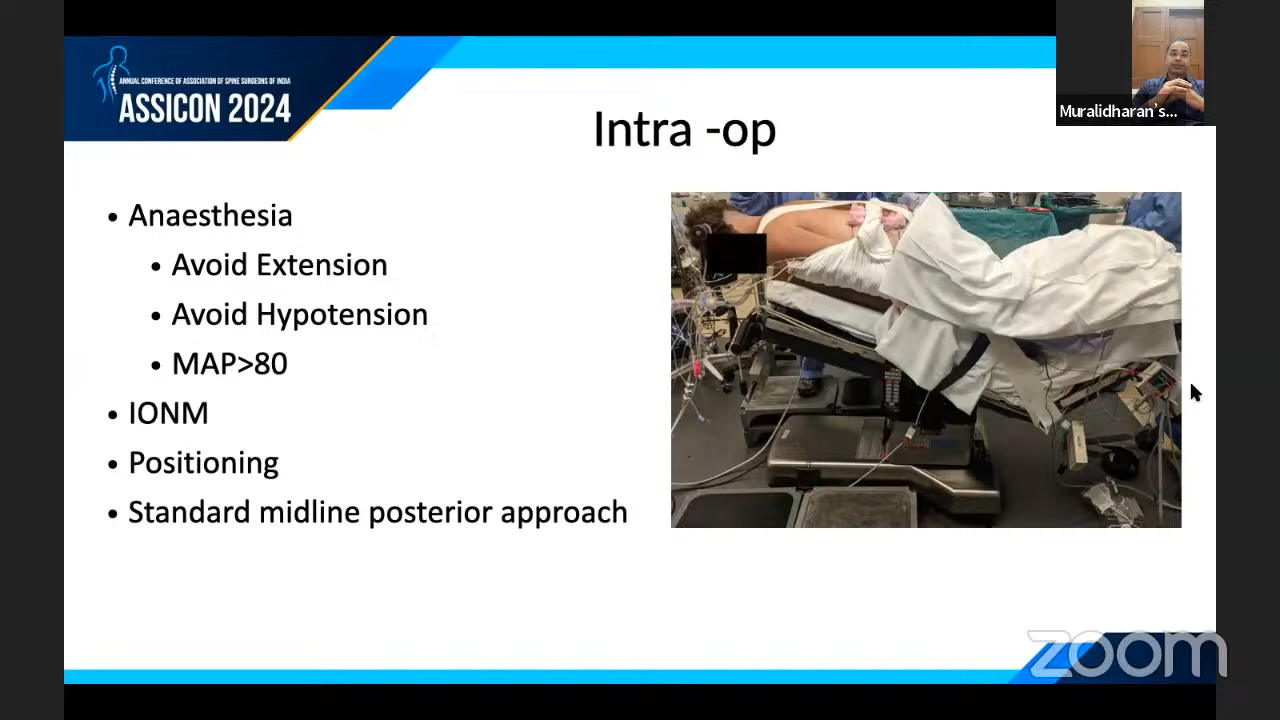 ANNUAL CONFERENCE OF ASSOCIATION OF SPINE SURGEONS OF INDIA
ASSICON 2024
Muralidharan's...
Intra -op
• Anaesthesia
• Avoid Extension
• Avoid Hypotension
• MAP>80
• IONM
• Positioning
• Standard midline posterior approach
zoom